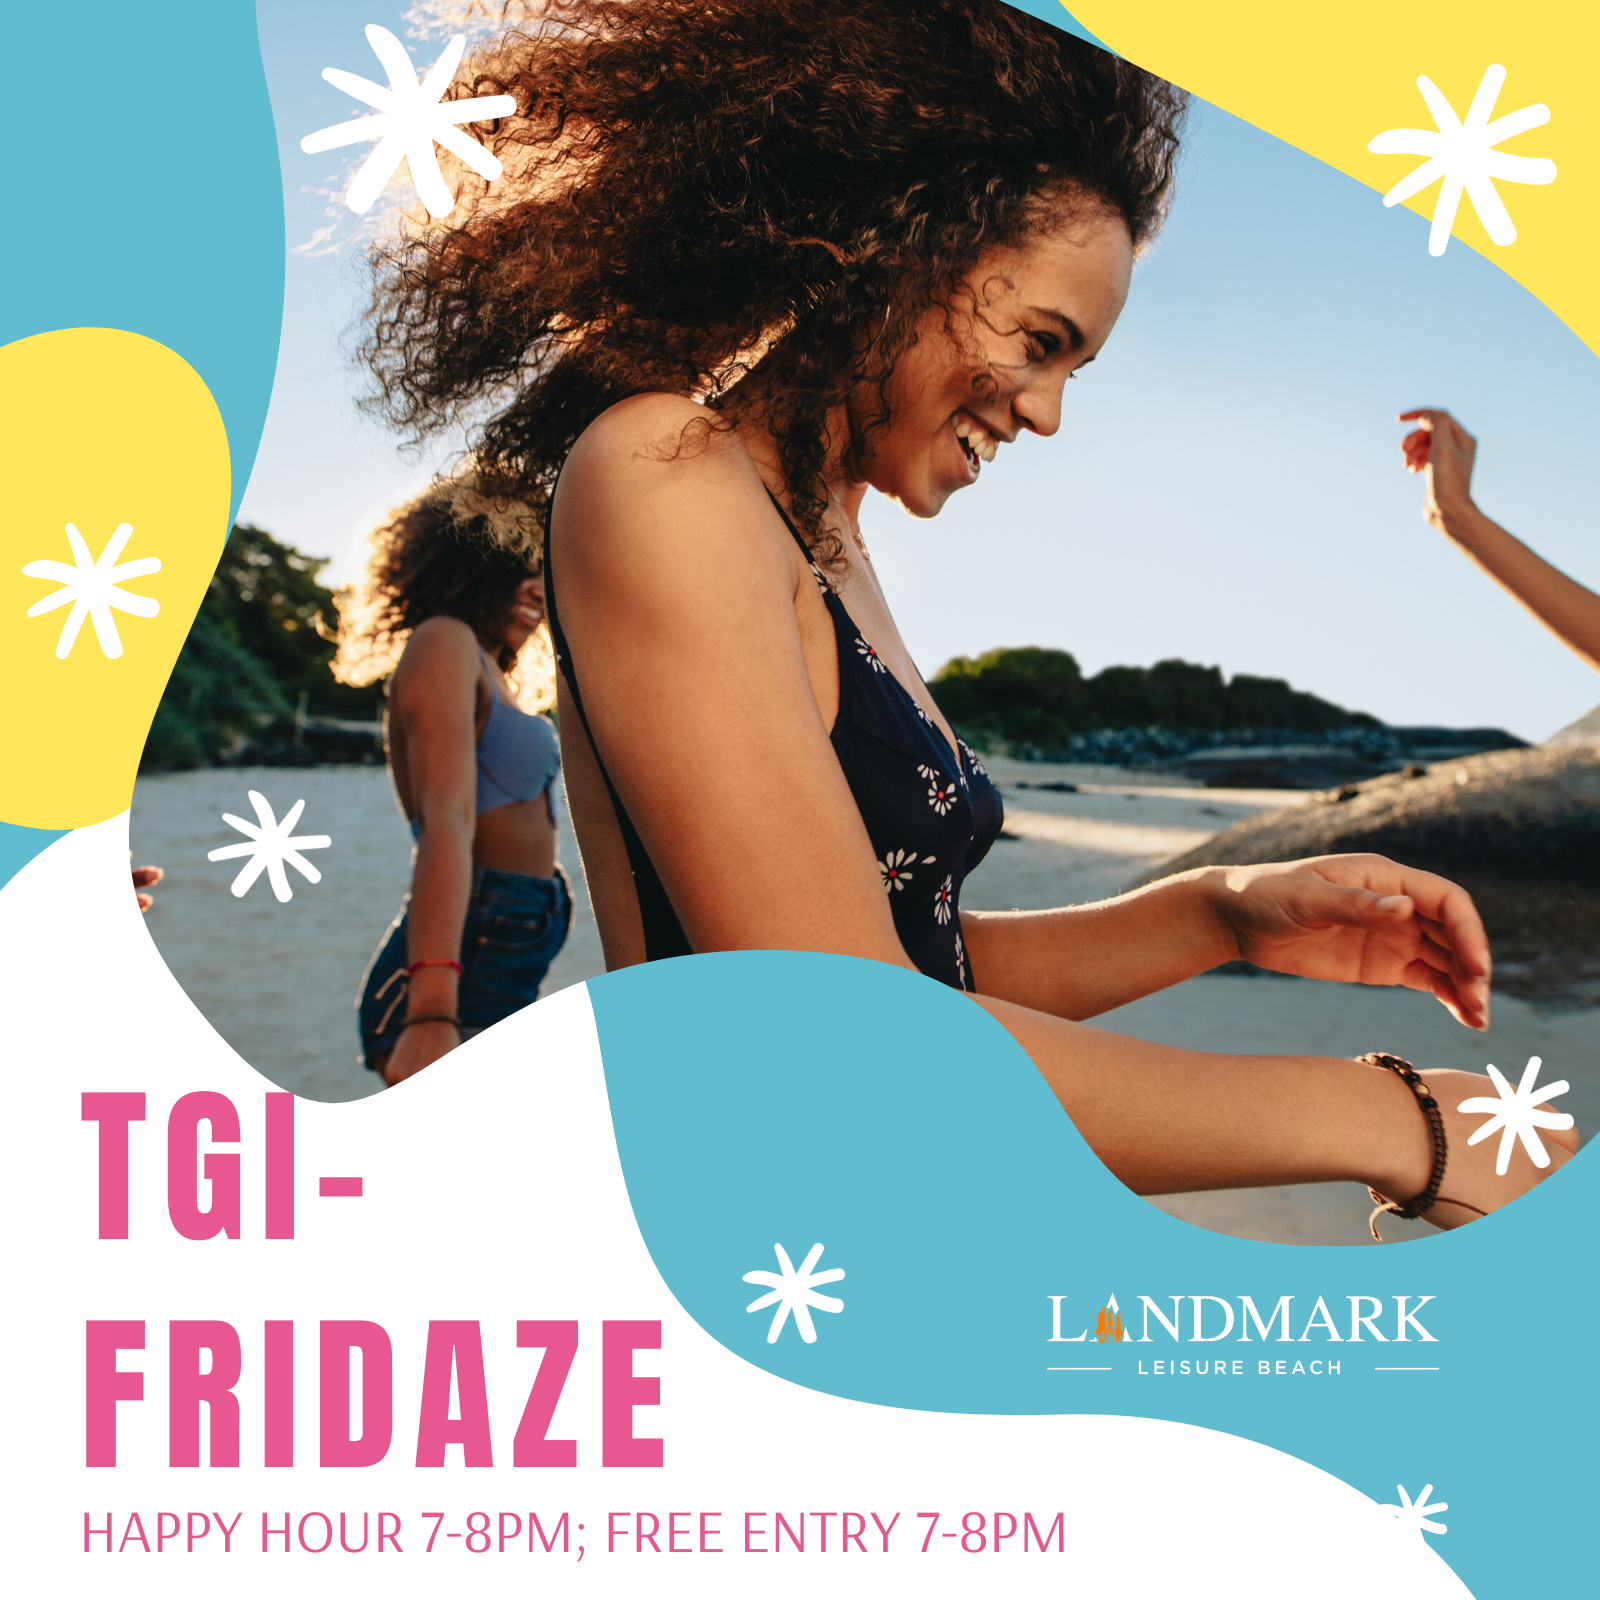 TGI-
FRIDAZE
HAPPY HOUR 7-8PM; FREE ENTRY 7-8PM
LANDMARK
LEISURE BEACH